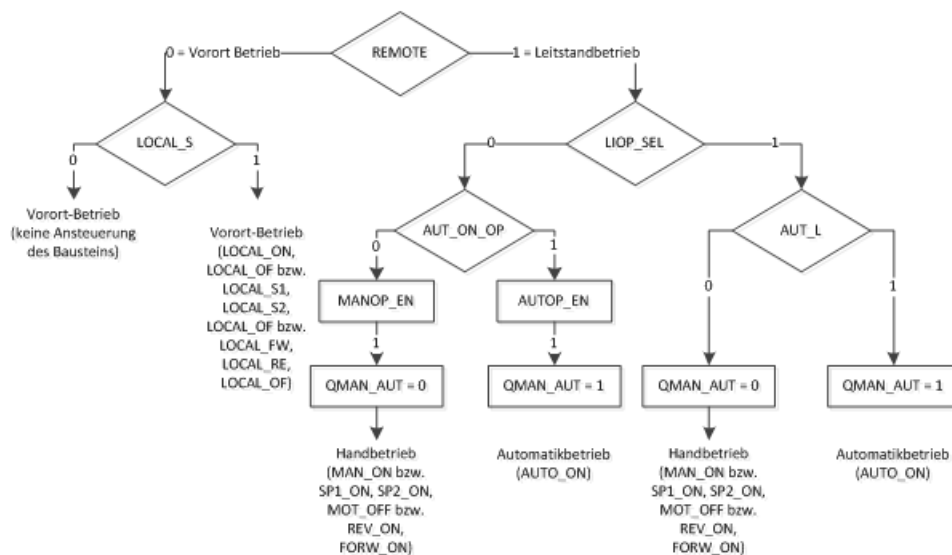 REMOTE
0 = Vorort Betrieb
1 = Leitstandbetrieb
LOCAL_S
LIOP_SEL
0
1
0
1
Vorort-Betrieb
(keine Ansteuerung
des Bausteins)
Vorort-Betrieb
(LOCAL_ON,
LOCAL_OF bzw.
LOCAL_S1,
LOCAL_S2,
LOCAL_OF bzw.
LOCAL_FW,
LOCAL_RE,
LOCAL_OF)
AUT_ON_OP
AUT_L
0
1
0
1
MANOP_EN
AUTOP_EN
1
1
QMAN_AUT = 0
QMAN_AUT = 1
QMAN_AUT = 0
QMAN_AUT = 1
Handbetrieb
(MAN_ON bzw.
SP1_ON, SP2_ON,
MOT_OFF bzw.
REV_ON,
FORW_ON)
Automatikbetrieb
(AUTO_ON)
Handbetrieb
(MAN_ON bzw.
SP1_ON, SP2_ON,
MOT_OFF bzw.
REV_ON,
FORW_ON)
Automatikbetrieb
(AUTO_ON)